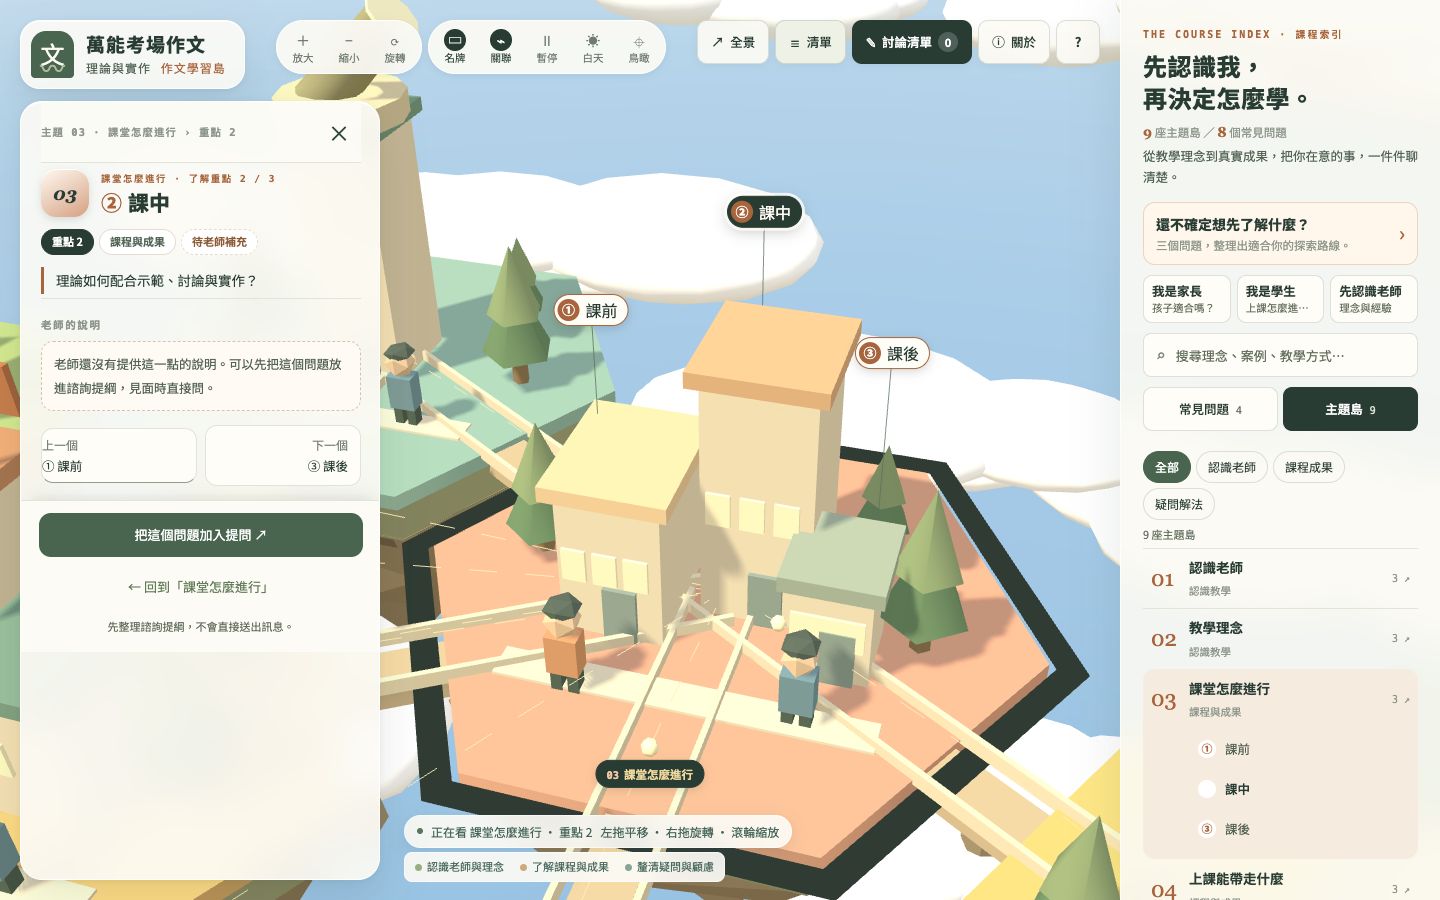 文
萬能考場作文
理論與實作 作文學習島
+ 放大
− 縮小
⟳ 旋轉
名牌
關聯
暫停
白天
鳥瞰
↗ 全景
≡ 清單
✎ 討論清單 0
ⓘ 關於
?
主題 03 · 課堂怎麼進行 › 重點 2
03
課堂怎麼進行 · 了解重點 2 / 3
② 課中
重點 2
課程與成果
待老師補充
理論如何配合示範、討論與實作？
老師的說明
老師還沒有提供這一點的說明。可以先把這個問題放
進諮詢提綱，見面時直接問。
上一個
① 課前
下一個
③ 課後
把這個問題加入提問 ↗
← 回到「課堂怎麼進行」
先整理諮詢提綱，不會直接送出訊息。
② 課中
① 課前
③ 課後
03 課堂怎麼進行
正在看 課堂怎麼進行 · 重點 2 左拖平移 · 右拖旋轉 · 滾輪縮放
認識老師與理念
了解課程與成果
釐清疑問與顧慮
THE COURSE INDEX · 課程索引
先認識我，
再決定怎麼學。
9 座主題島 ／ 8 個常見問題
從教學理念到真實成果，把你在意的事，一件件聊
清楚。
還不確定想先了解什麼？
三個問題，整理出適合你的探索路線。
›
我是家長
孩子適合嗎？
我是學生
上課怎麼進…
先認識老師
理念與經驗
搜尋理念、案例、教學方式…
常見問題 4
主題島 9
全部
認識老師
課程成果
疑問解法
9 座主題島
01 認識老師
認識教學
3 ↗
02 教學理念
認識教學
3 ↗
03 課堂怎麼進行
課程與成果
3 ↗
① 課前
課中
③ 課後
04 上課能帶走什麼
3 ↗